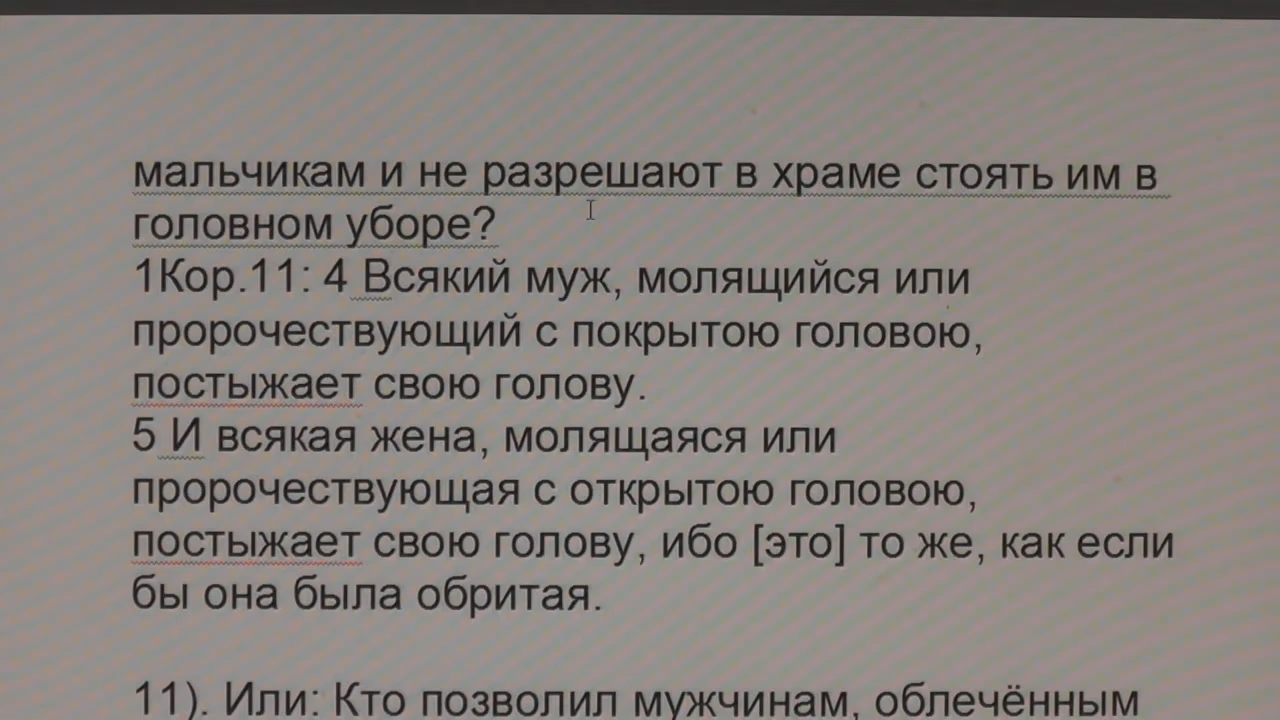 мальчикам и не разрешают в храме стоять им в
головном уборе?
1Кор.11: 4 Всякий муж, молящийся или
пророчествующий с покрытою головою,
постыжает свою голову.
5 И всякая жена, молящаяся или
пророчествующая с открытою головою,
постыжает свою голову, ибо [это] то же, как если
бы она была обритая.
11). Или: Кто позволил мужчинам, облечённым